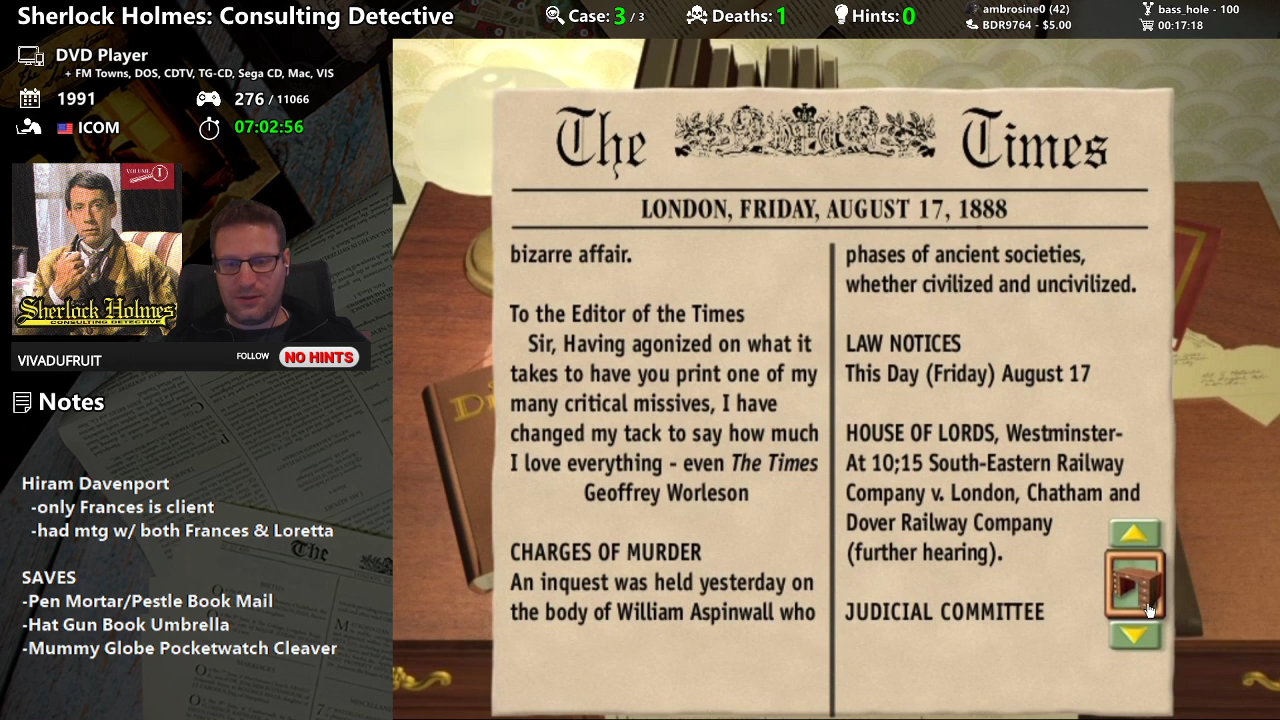 Sherlock Holmes: Consulting Detective
Case: 3 / 3
Deaths: 1
Hints: 0
ambrosine0 (42)
BDR9764 - $5.00
bass_hole - 100
00:17:18
DVD Player
+ FM Towns, DOS, CDTV, TG-CD, Sega CD, Mac, VIS
1991
276 / 11066
ICOM
07:02:56
VOLUME I
Sherlock Holmes
CONSULTING DETECTIVE
VIVADUFRUIT
FOLLOW
NO HINTS
Notes
Hiram Davenport
-only Frances is client
-had mtg w/ both Frances & Loretta
SAVES
-Pen Mortar/Pestle Book Mail
-Hat Gun Book Umbrella
-Mummy Globe Pocketwatch Cleaver
The Times
LONDON, FRIDAY, AUGUST 17, 1888
bizarre affair.
To the Editor of the Times
Sir, Having agonized on what it
takes to have you print one of my
many critical missives, I have
changed my tack to say how much
I love everything - even The Times
Geoffrey Worleson
CHARGES OF MURDER
An inquest was held yesterday on
the body of William Aspinwall who
phases of ancient societies,
whether civilized and uncivilized.
LAW NOTICES
This Day (Friday) August 17
HOUSE OF LORDS, Westminster-
At 10;15 South-Eastern Railway
Company v. London, Chatham and
Dover Railway Company
(further hearing).
JUDICIAL COMMITTEE